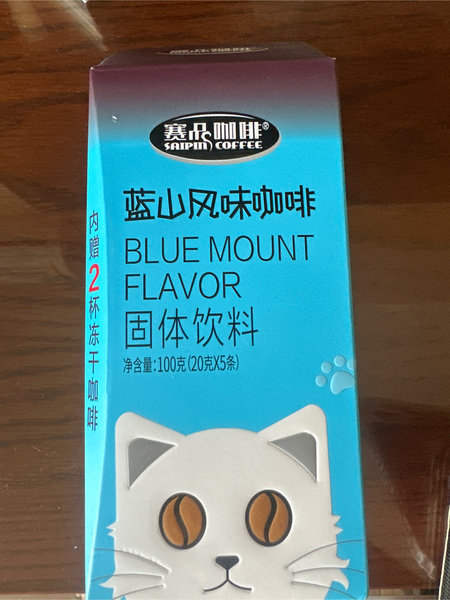 赛品咖啡®
SAIPIN COFFEE
蓝山风味咖啡
BLUE MOUNT
FLAVOR
固体饮料
净含量:100克(20克X5条)
内赠2杯冻干咖啡